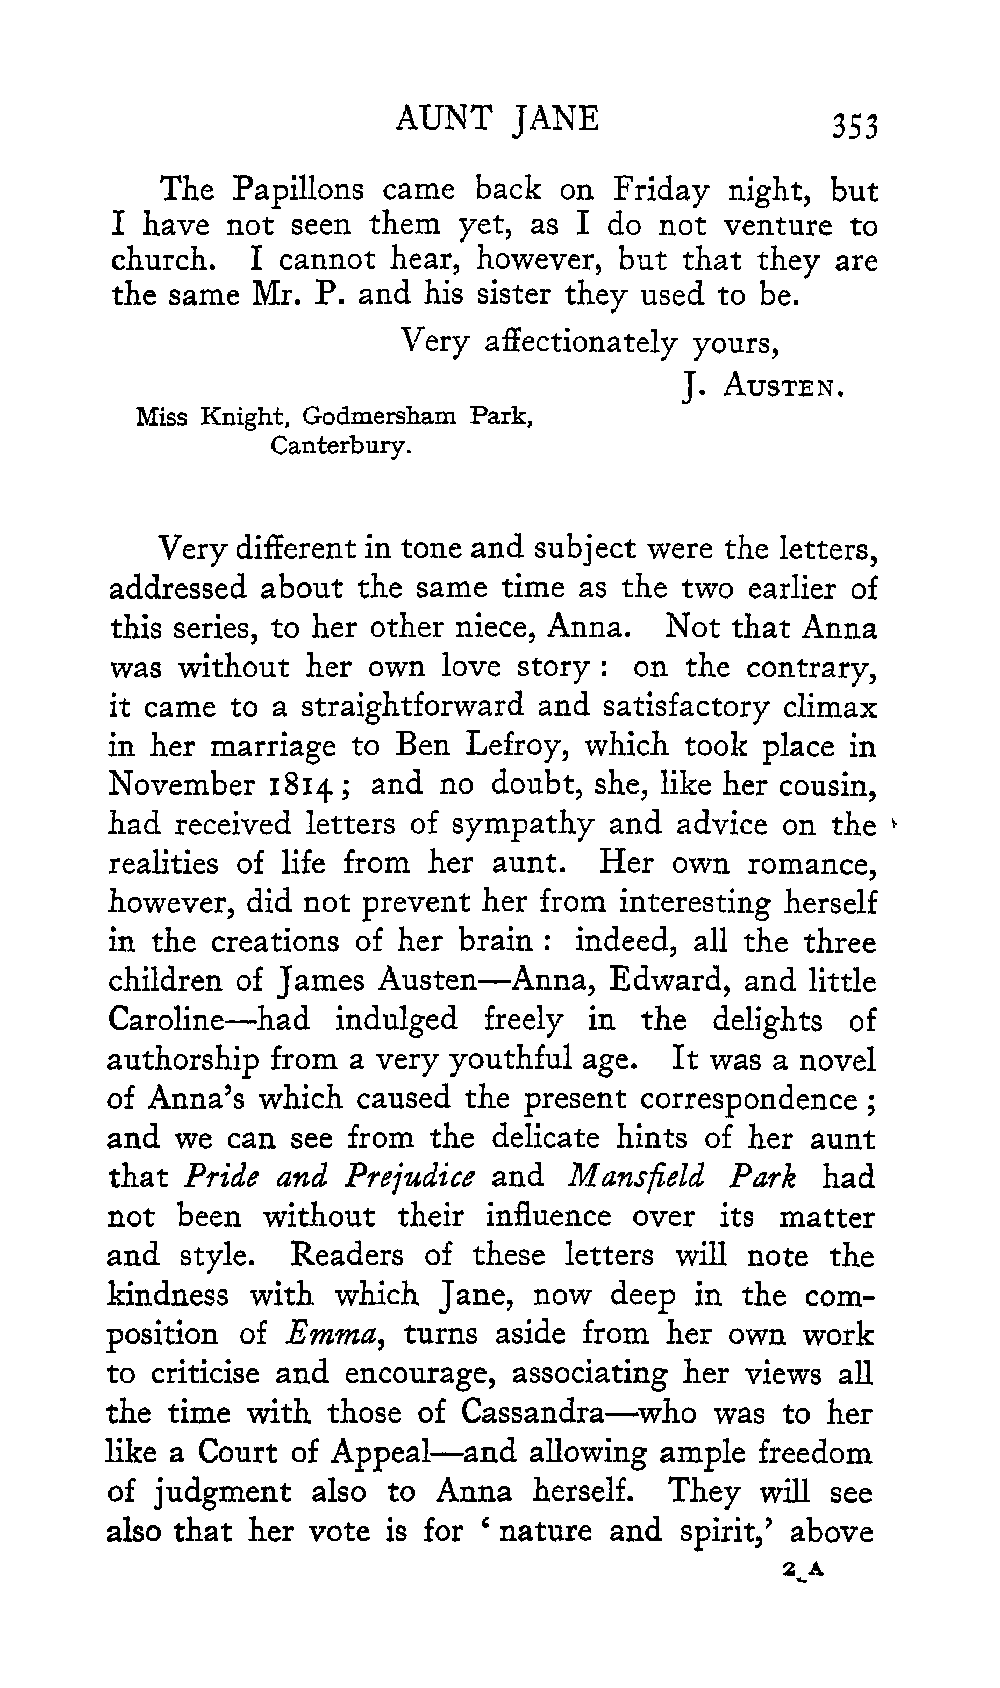 AUNT JANE 353
The Papillons came back on Friday night, but
I have not seen them yet, as I do not venture to
church. I cannot hear, however, but that they are
the same Mr. P. and his sister they used to be.
Very affectionately yours,
J. AUSTEN.
Miss Knight, Godmersham Park,
Canterbury.
Very different in tone and subject were the letters,
addressed about the same time as the two earlier of
this series, to her other niece, Anna. Not that Anna
was without her own love story : on the contrary,
it came to a straightforward and satisfactory climax
in her marriage to Ben Lefroy, which took place in
November 1814 ; and no doubt, she, like her cousin,
had received letters of sympathy and advice on the
realities of life from her aunt. Her own romance,
however, did not prevent her from interesting herself
in the creations of her brain : indeed, all the three
children of James Austen—Anna, Edward, and little
Caroline—had indulged freely in the delights of
authorship from a very youthful age. It was a novel
of Anna's which caused the present correspondence ;
and we can see from the delicate hints of her aunt
that Pride and Prejudice and Mansfield Park had
not been without their influence over its matter
and style. Readers of these letters will note the
kindness with which Jane, now deep in the com-
position of Emma, turns aside from her own work
to criticise and encourage, associating her views all
the time with those of Cassandra—who was to her
like a Court of Appeal—and allowing ample freedom
of judgment also to Anna herself. They will see
also that her vote is for ‘ nature and spirit,’ above
2 A